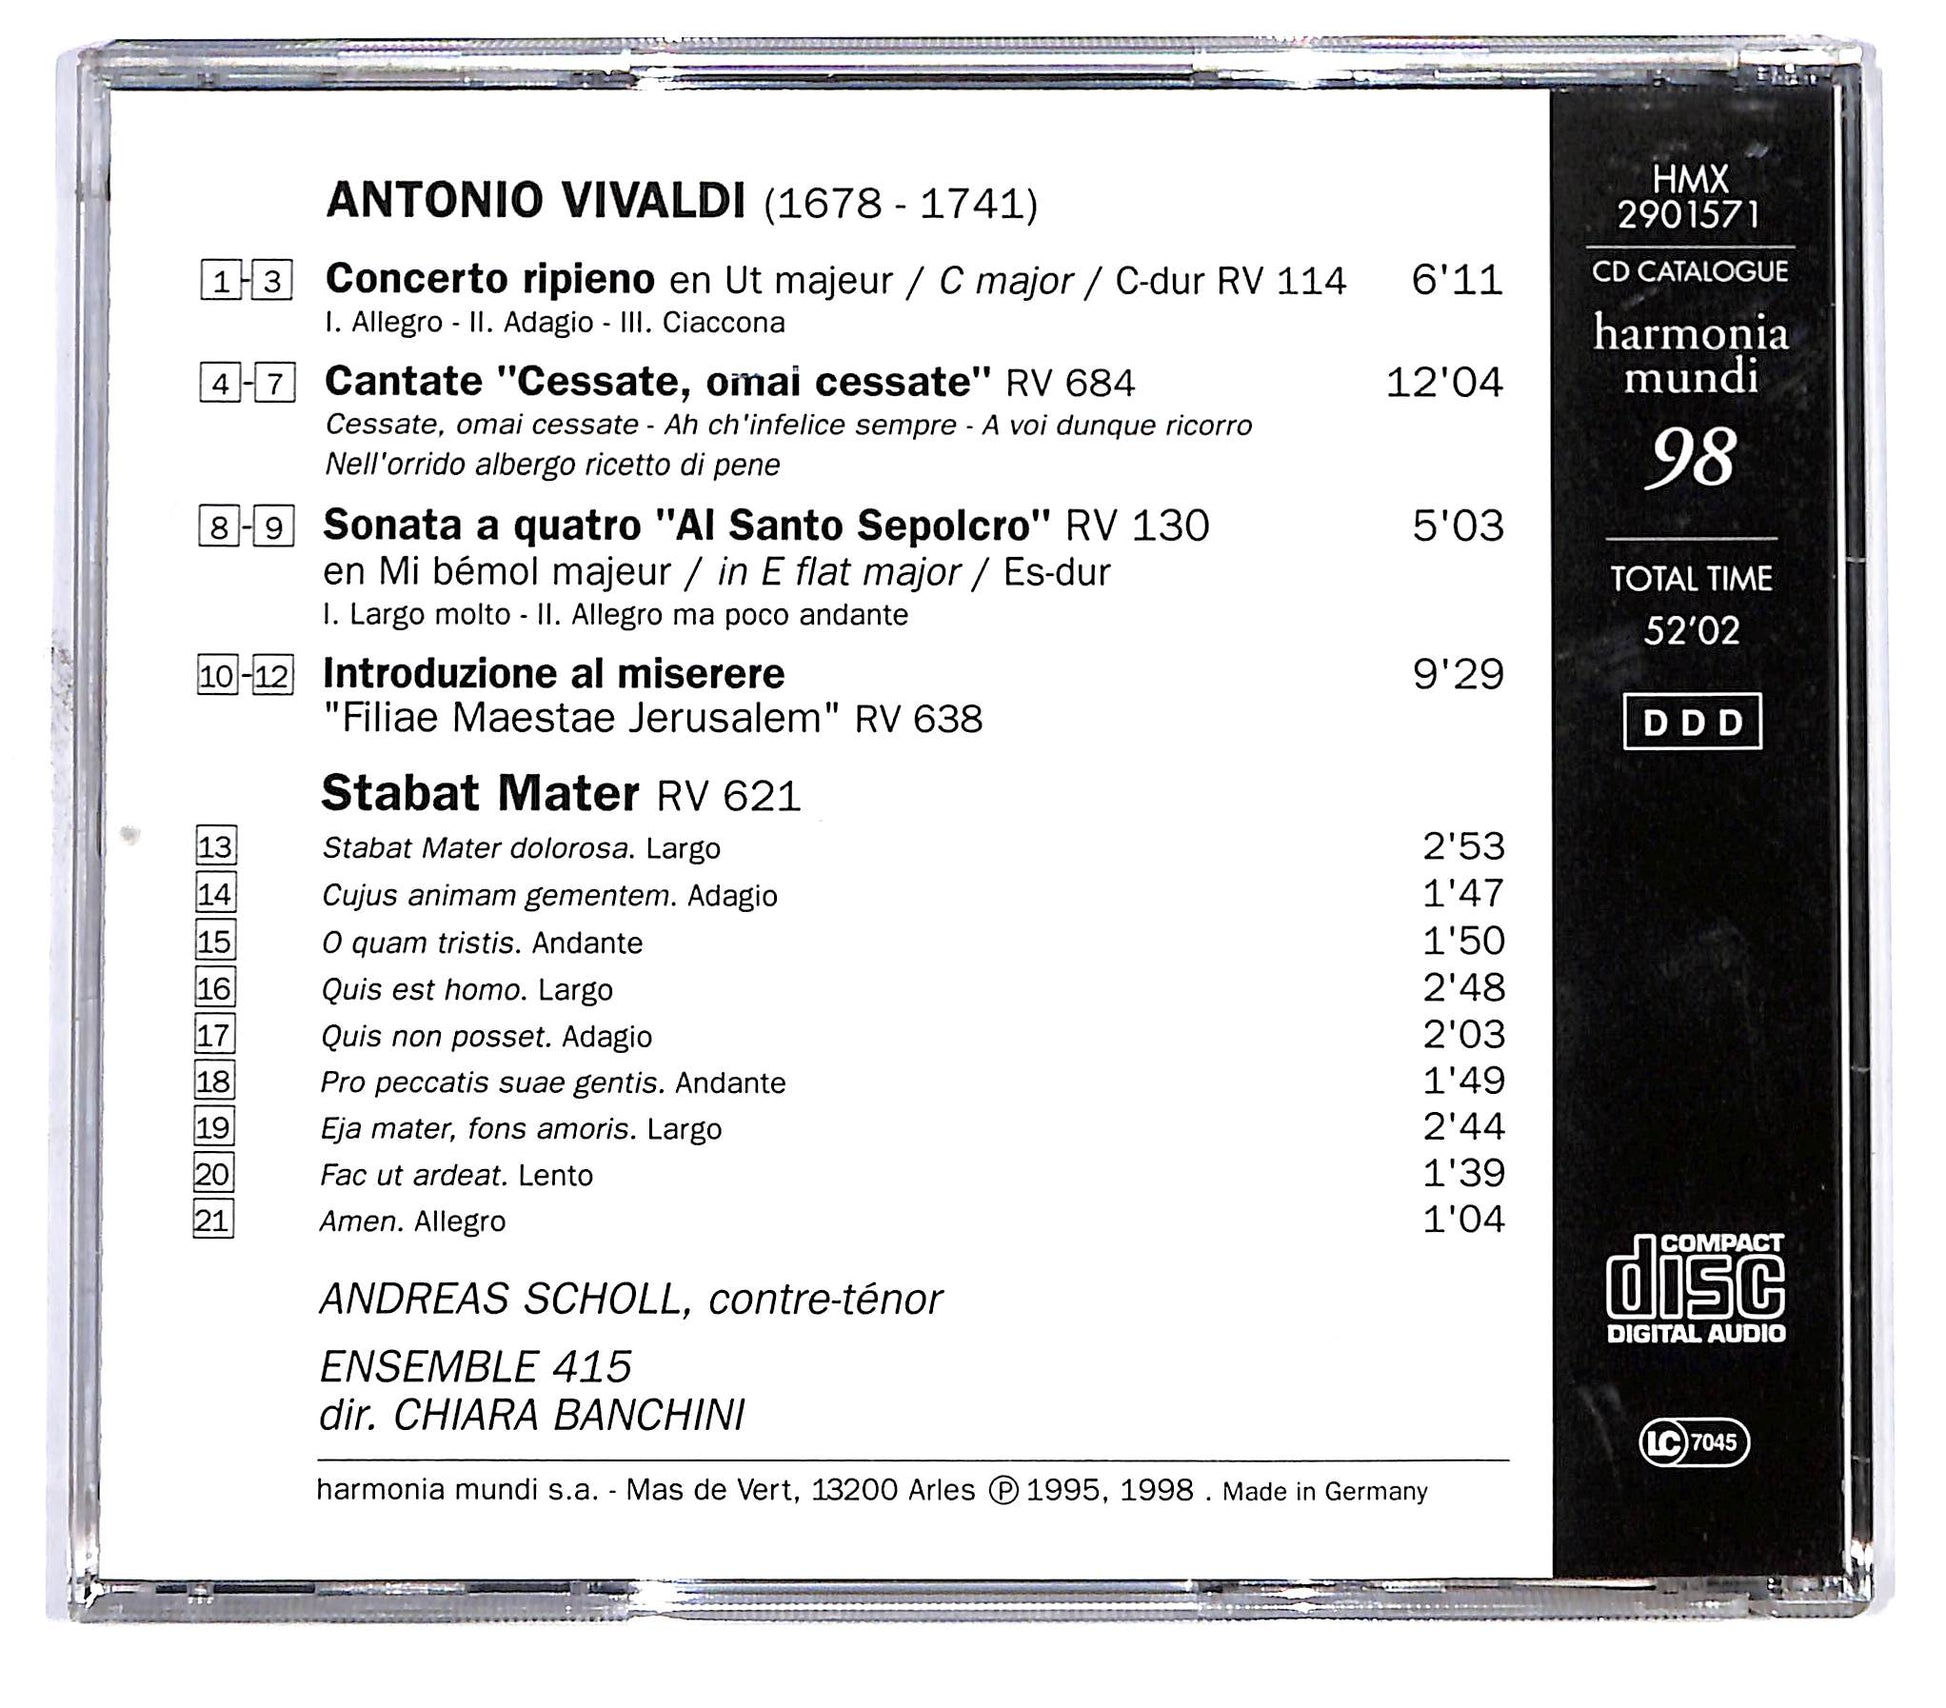 ANTONIO VIVALDI (1678 - 1741)
1-3 Concerto ripieno en Ut majeur / C major / C-dur RV 114 6'11
I. Allegro - II. Adagio - III. Ciaccona
4-7 Cantate "Cessate, omai cessate" RV 684 12'04
Cessate, omai cessate - Ah ch'infelice sempre - A voi dunque ricorro
Nell'orrido albergo ricetto di pene
8-9 Sonata a quatro "Al Santo Sepolcro" RV 130 5'03
en Mi bémol majeur / in E flat major / Es-dur
I. Largo molto - II. Allegro ma poco andante
10-12 Introduzione al miserere 9'29
"Filiae Maestae Jerusalem" RV 638
Stabat Mater RV 621
13 Stabat Mater dolorosa. Largo 2'53
14 Cujus animam gementem. Adagio 1'47
15 O quam tristis. Andante 1'50
16 Quis est homo. Largo 2'48
17 Quis non posset. Adagio 2'03
18 Pro peccatis suae gentis. Andante 1'49
19 Eja mater, fons amoris. Largo 2'44
20 Fac ut ardeat. Lento 1'39
21 Amen. Allegro 1'04
ANDREAS SCHOLL, contre-ténor
ENSEMBLE 415
dir. CHIARA BANCHINI
harmonia mundi s.a. - Mas de Vert, 13200 Arles ℗ 1995, 1998 . Made in Germany
HMX
2901571
CD CATALOGUE
harmonia
mundi
98
TOTAL TIME
52'02
DDD
COMPACT
disc
DIGITAL AUDIO
LC 7045